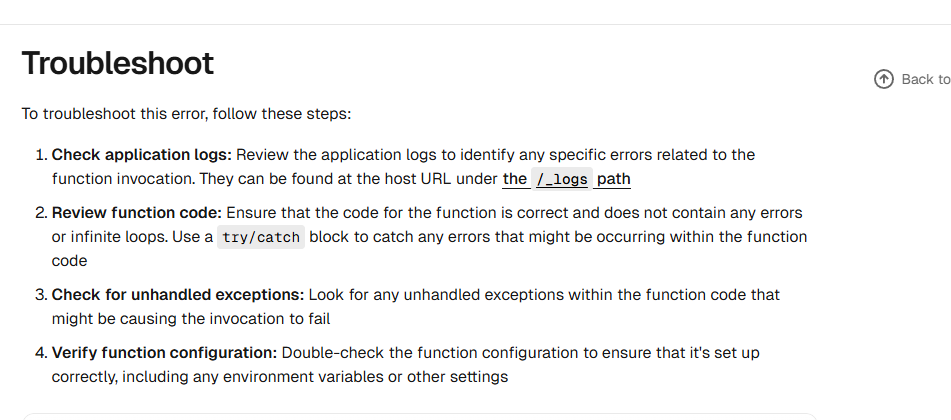 Troubleshoot
Back to
To troubleshoot this error, follow these steps:
1. Check application logs: Review the application logs to identify any specific errors related to the
function invocation. They can be found at the host URL under the /_logs path
2. Review function code: Ensure that the code for the function is correct and does not contain any errors
or infinite loops. Use a try/catch block to catch any errors that might be occurring within the function
code
3. Check for unhandled exceptions: Look for any unhandled exceptions within the function code that
might be causing the invocation to fail
4. Verify function configuration: Double-check the function configuration to ensure that it's set up
correctly, including any environment variables or other settings